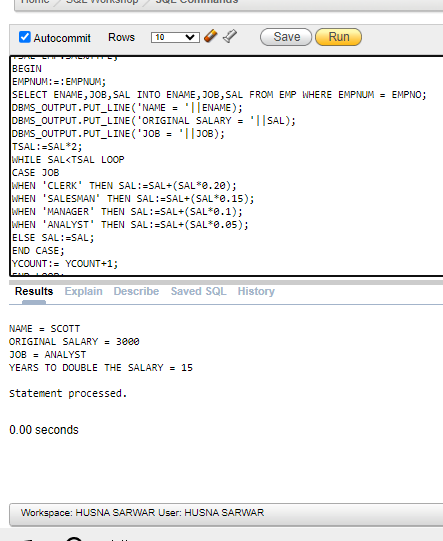 Home SQL Workshop SQL Commands
Autocommit Rows 10 Save Run
BEGIN
EMPNUM:=:EMPNUM;
SELECT ENAME,JOB,SAL INTO ENAME,JOB,SAL FROM EMP WHERE EMPNUM = EMPNO;
DBMS_OUTPUT.PUT_LINE('NAME = '||ENAME);
DBMS_OUTPUT.PUT_LINE('ORIGINAL SALARY = '||SAL);
DBMS_OUTPUT.PUT_LINE('JOB = '||JOB);
TSAL:=SAL*2;
WHILE SAL<TSAL LOOP
CASE JOB
WHEN 'CLERK' THEN SAL:=SAL+(SAL*0.20);
WHEN 'SALESMAN' THEN SAL:=SAL+(SAL*0.15);
WHEN 'MANAGER' THEN SAL:=SAL+(SAL*0.1);
WHEN 'ANALYST' THEN SAL:=SAL+(SAL*0.05);
ELSE SAL:=SAL;
END CASE;
YCOUNT:= YCOUNT+1;
END LOOP;
Results Explain Describe Saved SQL History
NAME = SCOTT
ORIGINAL SALARY = 3000
JOB = ANALYST
YEARS TO DOUBLE THE SALARY = 15
Statement processed.
0.00 seconds
Workspace: HUSNA SARWAR User: HUSNA SARWAR